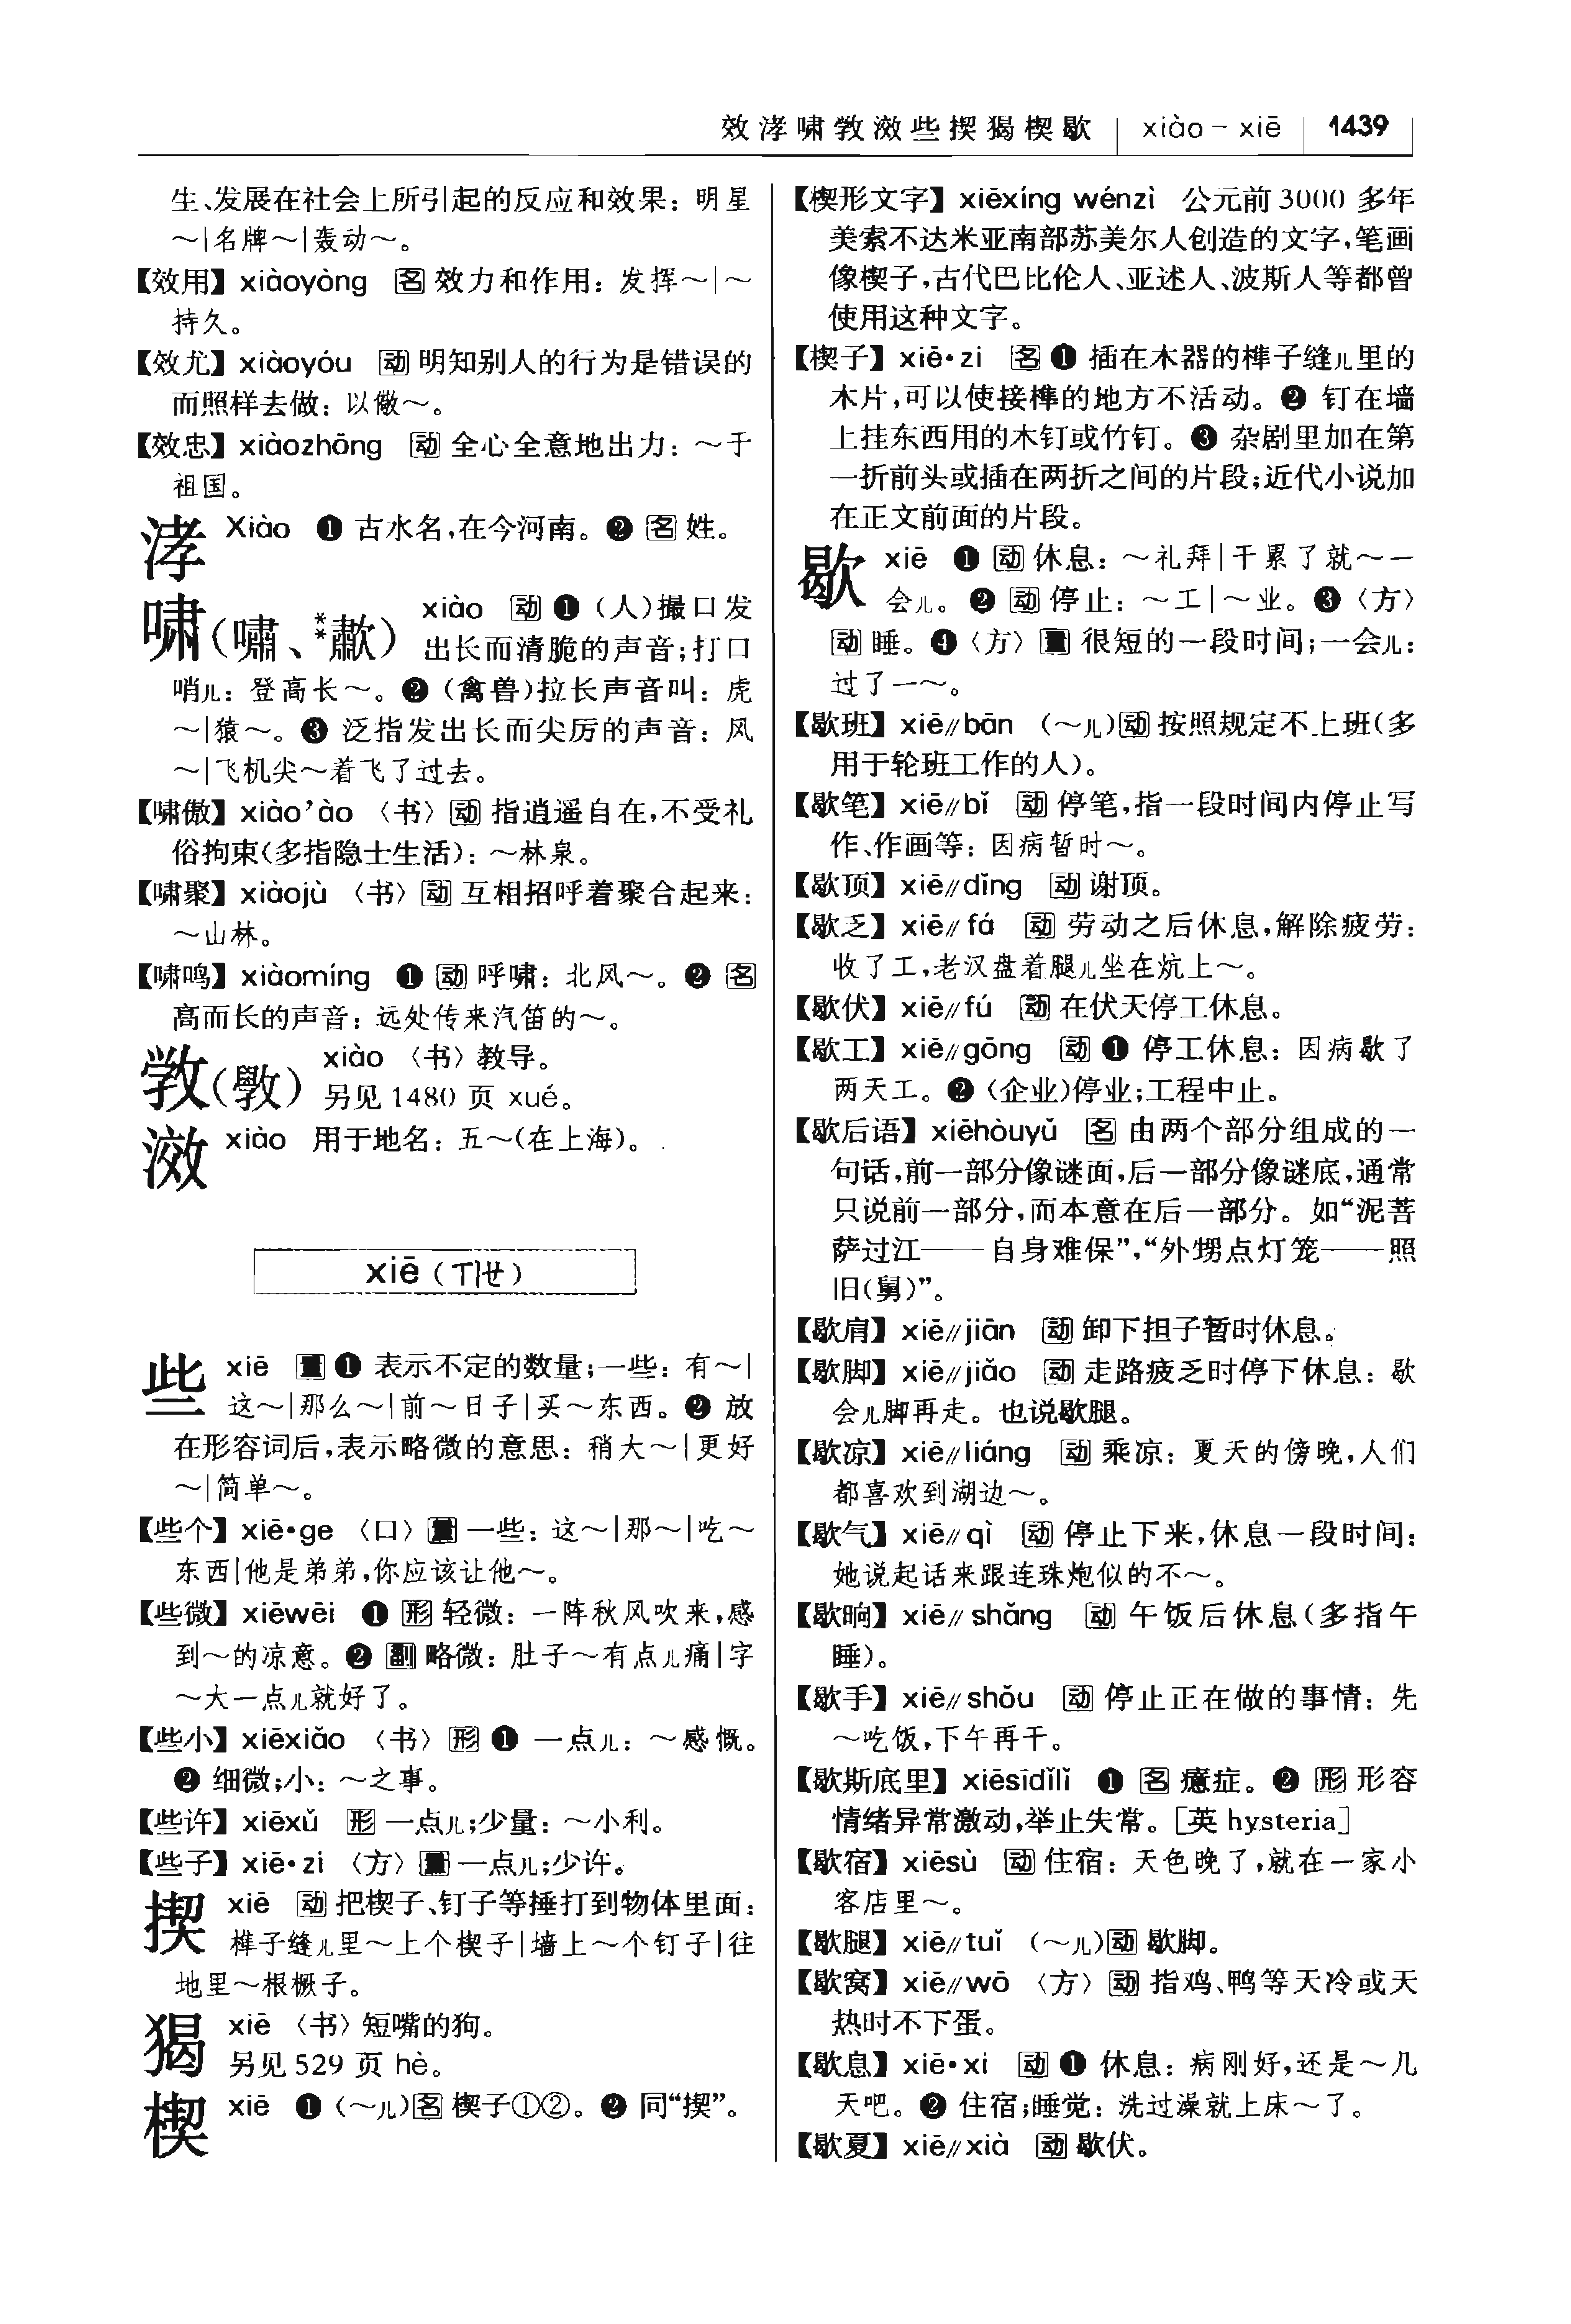 效涍啸敩滧些揳猲楔歇 xiào－xiē 1439
生、发展在社会上所引起的反应和效果：明星
～|名牌～|轰动～。
【效用】xiàoyòng 名 效力和作用：发挥～|～
持久。
【效尤】xiàoyóu 动 明知别人的行为是错误的
而照样去做：以儆～。
【效忠】xiàozhōng 动 全心全意地出力：～于
祖国。
涍 Xiào ❶ 古水名，在今河南。❷ 名 姓。
啸（嘯、**歗） xiào 动 ❶（人）撮口发
出长而清脆的声音；打口
哨儿：登高长～。❷（禽兽）拉长声音叫：虎
～|猿～。❸ 泛指发出长而尖厉的声音：风
～|飞机尖～着飞了过去。
【啸傲】xiào’ào〈书〉动 指逍遥自在，不受礼
俗拘束（多指隐士生活）：～林泉。
【啸聚】xiàojù〈书〉动 互相招呼着聚合起来：
～山林。
【啸鸣】xiàomíng ❶ 动 呼啸：北风～。❷ 名
高而长的声音：远处传来汽笛的～。
敩（斆） xiào〈书〉教导。
另见1480 页 xué。
滧 xiào 用于地名：五～（在上海）。
xiē（ㄒㄧㄝ）
些 xiē 量 ❶ 表示不定的数量；一些：有～|
这～|那么～|前～日子|买～东西。❷ 放
在形容词后，表示略微的意思：稍大～|更好
～|简单～。
【些个】xiē·ge〈口〉量 一些：这～|那～|吃～
东西|他是弟弟，你应该让他～。
【些微】xiēwēi ❶ 形 轻微：一阵秋风吹来，感
到～的凉意。❷ 副 略微：肚子～有点儿痛|字
～大一点儿就好了。
【些小】xiēxiǎo〈书〉形 ❶ 一点儿：～感慨。
❷ 细微；小：～之事。
【些许】xiēxǔ 形 一点儿；少量：～小利。
【些子】xiē·zi〈方〉量 一点儿；少许。
揳 xiē 动 把楔子、钉子等捶打到物体里面：
榫子缝儿里～上个楔子|墙上～个钉子|往
地里～根橛子。
猲 xiē〈书〉短嘴的狗。
另见529 页 hè。
楔 xiē ❶（～儿）名 楔子①②。❷ 同“揳”。
【楔形文字】xiēxíng wénzì 公元前3000 多年
美索不达米亚南部苏美尔人创造的文字，笔画
像楔子，古代巴比伦人、亚述人、波斯人等都曾
使用这种文字。
【楔子】xiē·zi 名 ❶ 插在木器的榫子缝儿里的
木片，可以使接榫的地方不活动。❷ 钉在墙
上挂东西用的木钉或竹钉。❸ 杂剧里加在第
一折前头或插在两折之间的片段；近代小说加
在正文前面的片段。
歇 xiē ❶ 动 休息：～礼拜|干累了就～一
会儿。❷ 动 停止：～工|～业。❸〈方〉
动 睡。❹〈方〉量 很短的一段时间；一会儿：
过了一～。
【歇班】xiē//bān （～儿）动 按照规定不上班（多
用于轮班工作的人）。
【歇笔】xiē//bǐ 动 停笔，指一段时间内停止写
作、作画等：因病暂时～。
【歇顶】xiē//dǐng 动 谢顶。
【歇乏】xiē//fá 动 劳动之后休息，解除疲劳：
收了工，老汉盘着腿儿坐在炕上～。
【歇伏】xiē//fú 动 在伏天停工休息。
【歇工】xiē//gōng 动 ❶ 停工休息：因病歇了
两天工。❷（企业）停业；工程中止。
【歇后语】xiēhòuyǔ 名 由两个部分组成的一
句话，前一部分像谜面，后一部分像谜底，通常
只说前一部分，而本意在后一部分。如“泥菩
萨过江——自身难保”，“外甥点灯笼——照
旧（舅）”。
【歇肩】xiē//jiān 动 卸下担子暂时休息。
【歇脚】xiē//jiǎo 动 走路疲乏时停下休息：歇
会儿脚再走。也说歇腿。
【歇凉】xiē//liáng 动 乘凉：夏天的傍晚，人们
都喜欢到湖边～。
【歇气】xiē//qì 动 停止下来，休息一段时间：
她说起话来跟连珠炮似的不～。
【歇晌】xiē//shǎng 动 午饭后休息（多指午
睡）。
【歇手】xiē//shǒu 动 停止正在做的事情：先
～吃饭，下午再干。
【歇斯底里】xiēsīdǐlǐ ❶ 名 癔症。❷ 形 形容
情绪异常激动，举止失常。［英 hysteria］
【歇宿】xiēsù 动 住宿：天色晚了，就在一家小
客店里～。
【歇腿】xiē//tuǐ （～儿）动 歇脚。
【歇窝】xiē//wō〈方〉动 指鸡、鸭等天冷或天
热时不下蛋。
【歇息】xiē·xi 动 ❶ 休息：病刚好，还是～几
天吧。❷ 住宿；睡觉：洗过澡就上床～了。
【歇夏】xiē//xià 动 歇伏。